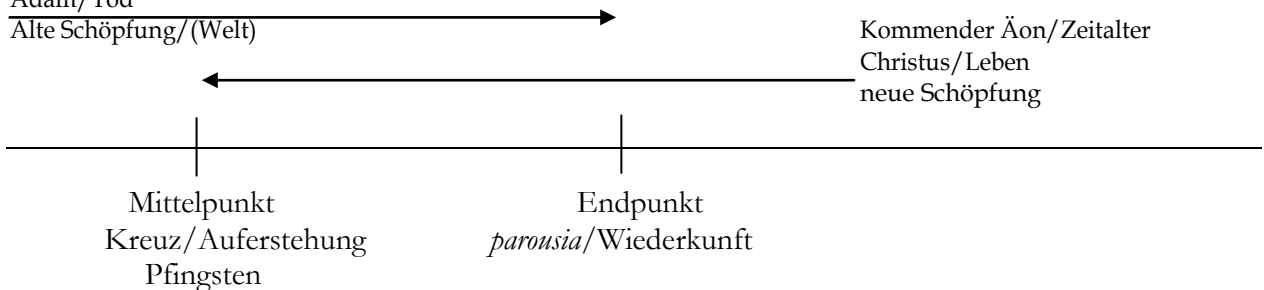 Adam/Tod
Alte Schöpfung/(Welt)
Kommender Äon/Zeitalter
Christus/Leben
neue Schöpfung
Mittelpunkt
Kreuz/Auferstehung
Pfingsten
Endpunkt
parousia/Wiederkunft